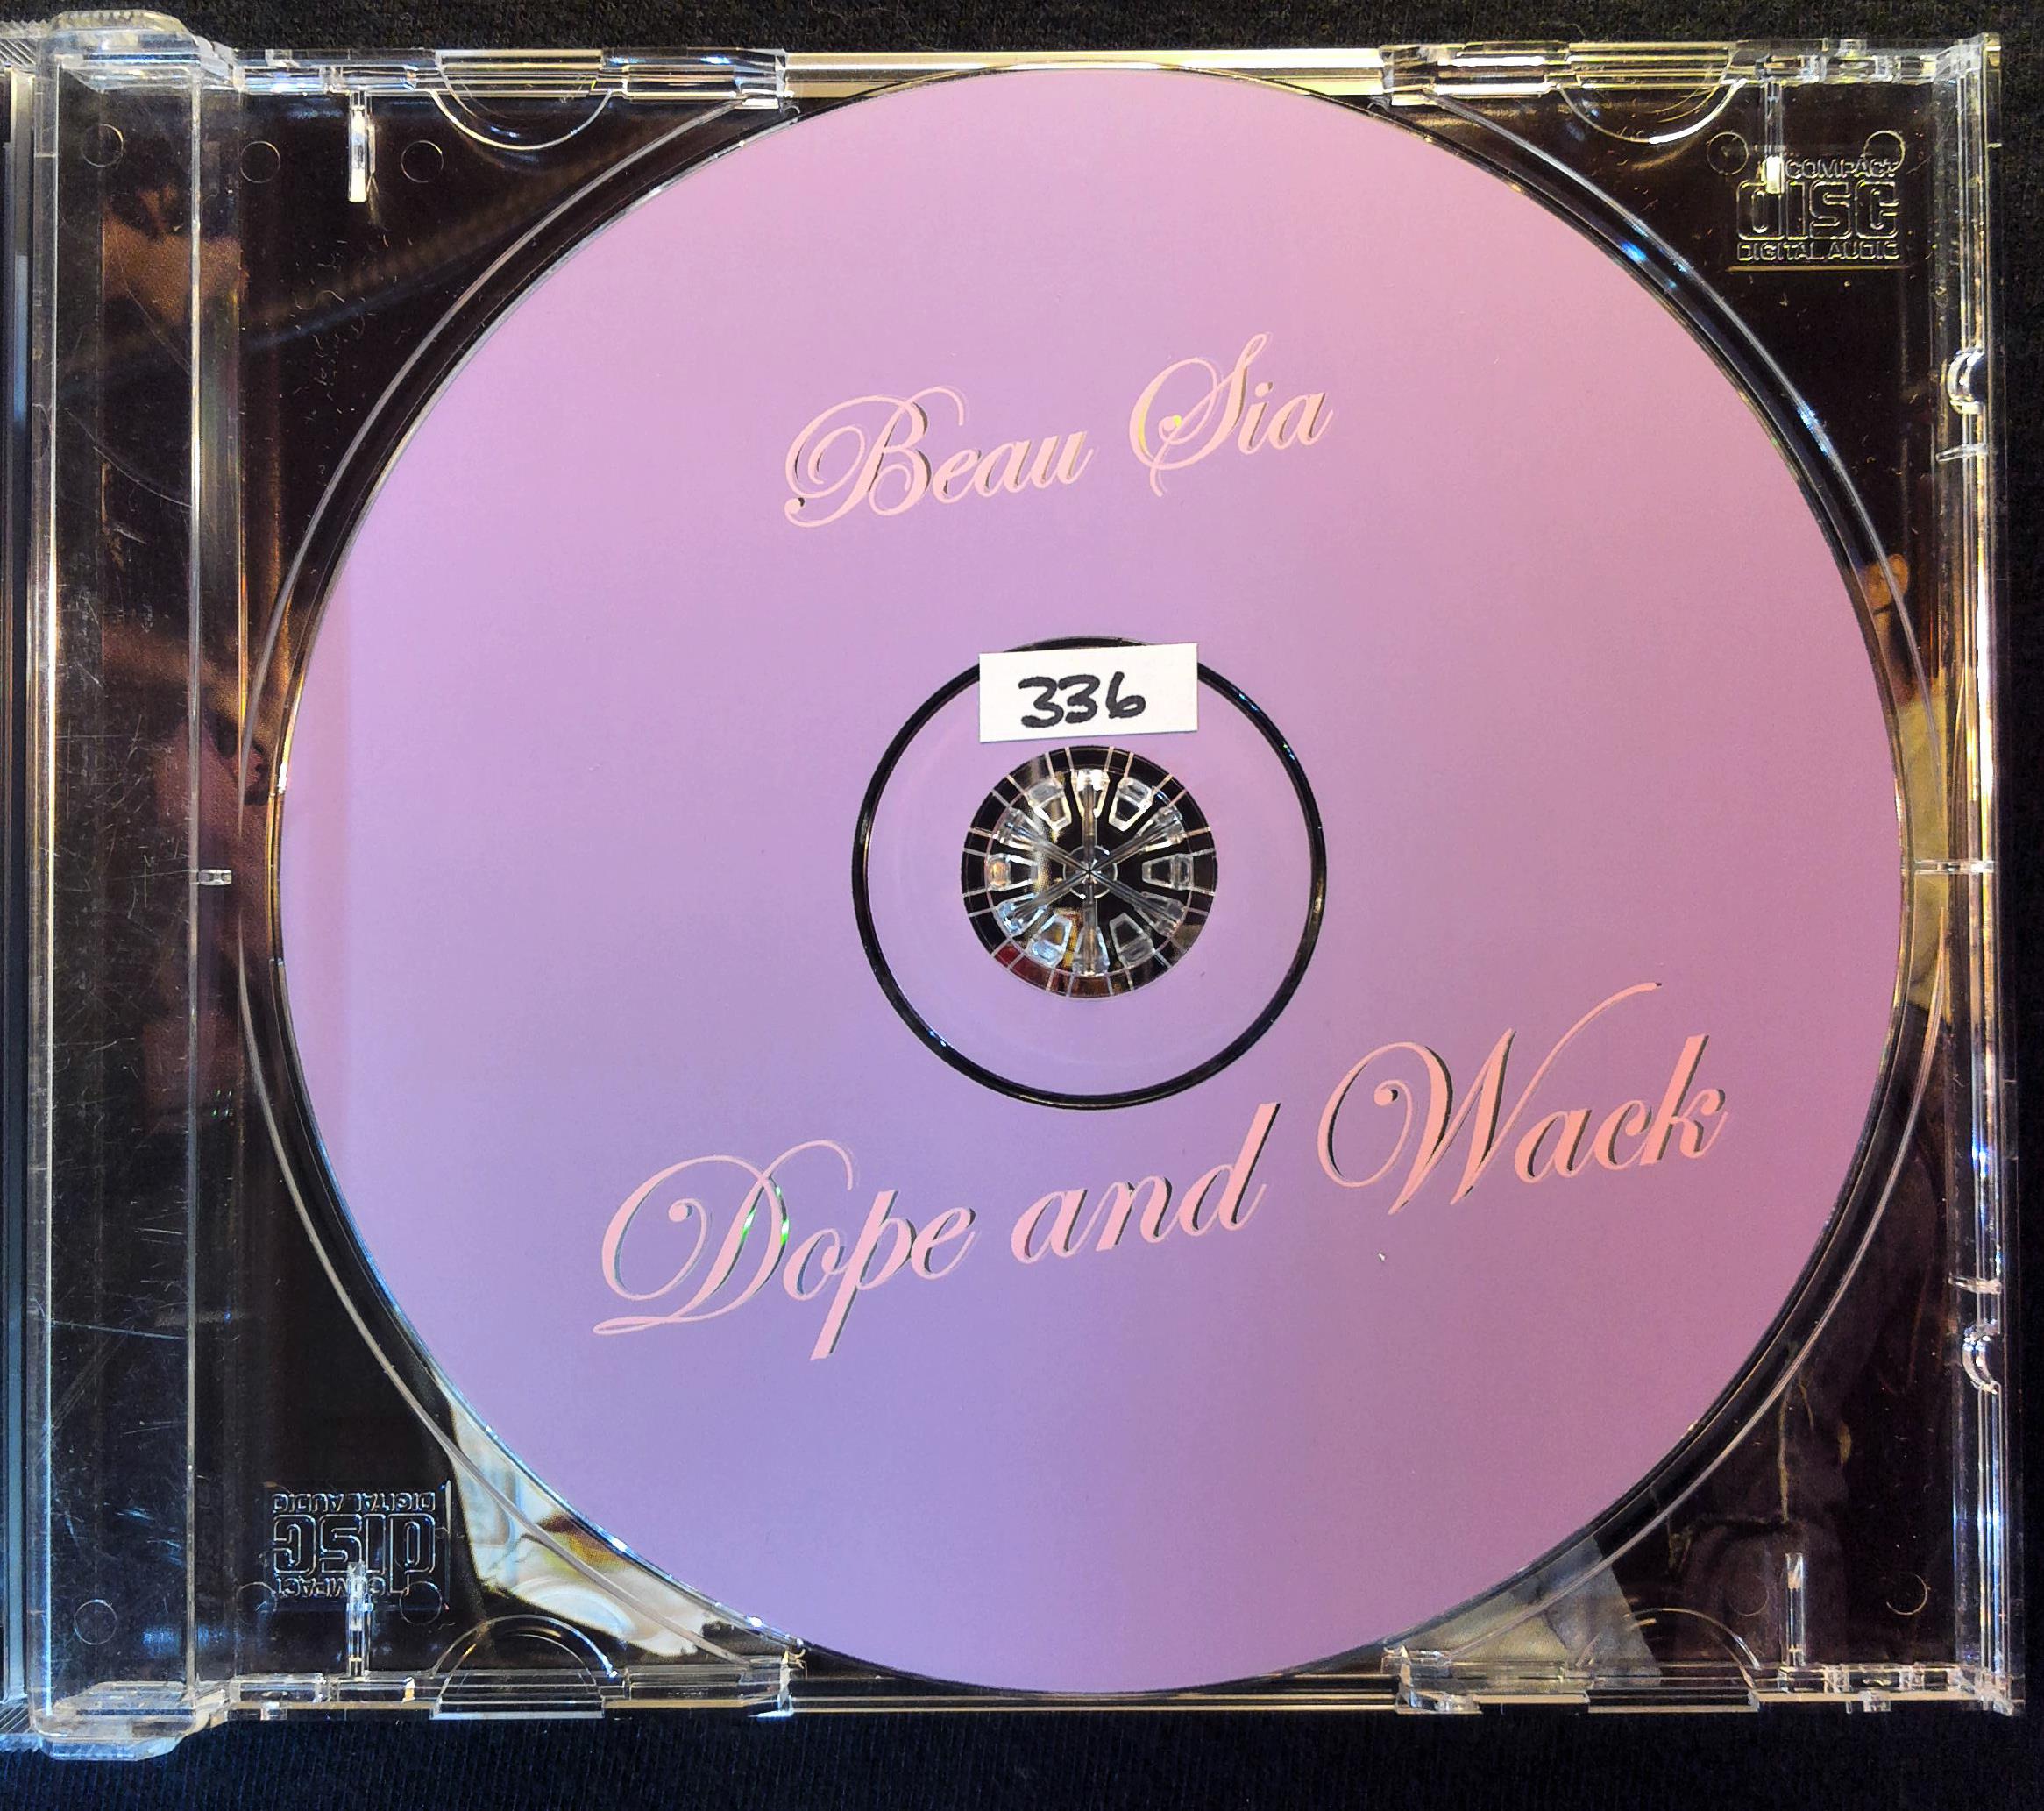 COMPACT
disc
DIGITAL AUDIO
Beau Sia
336
Dope and Wack
COMPACT
disc
DIGITAL AUDIO